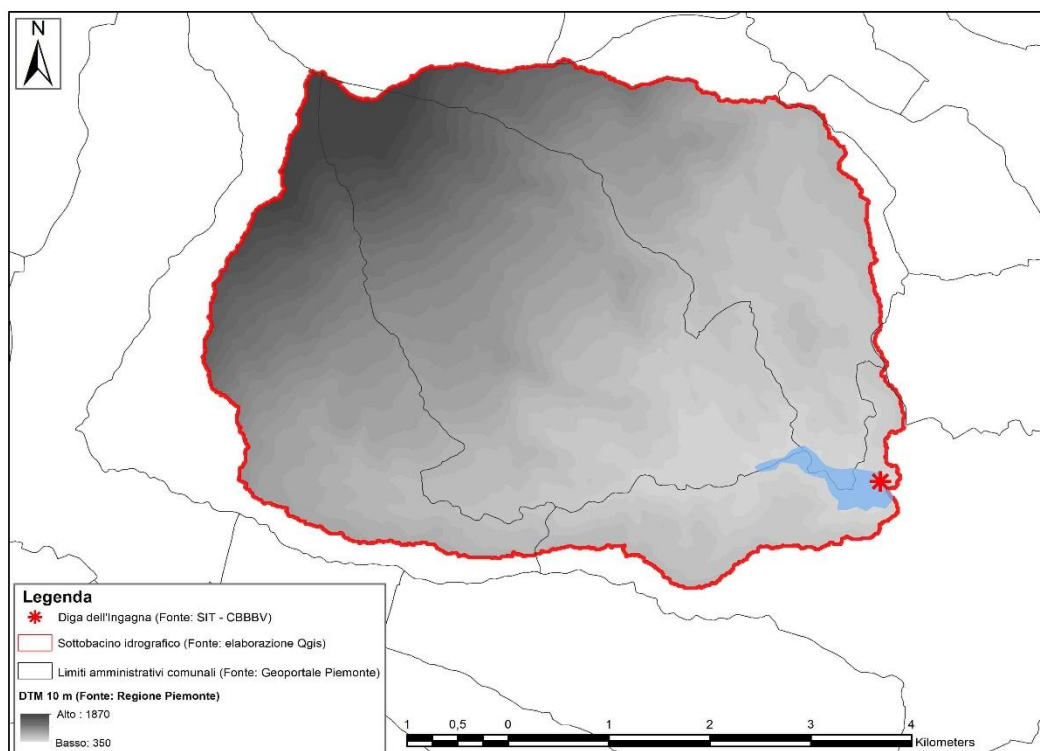 N
Legenda
Diga dell'Ingagna (Fonte: SIT - CBBBV)
Sottobacino idrografico (Fonte: elaborazione Qgis)
Limiti amministrativi comunali (Fonte: Geoportale Piemonte)
DTM 10 m (Fonte: Regione Piemonte)
Alto : 1870
Basso: 350
1 0,5 0 1 2 3 4
Kilometers